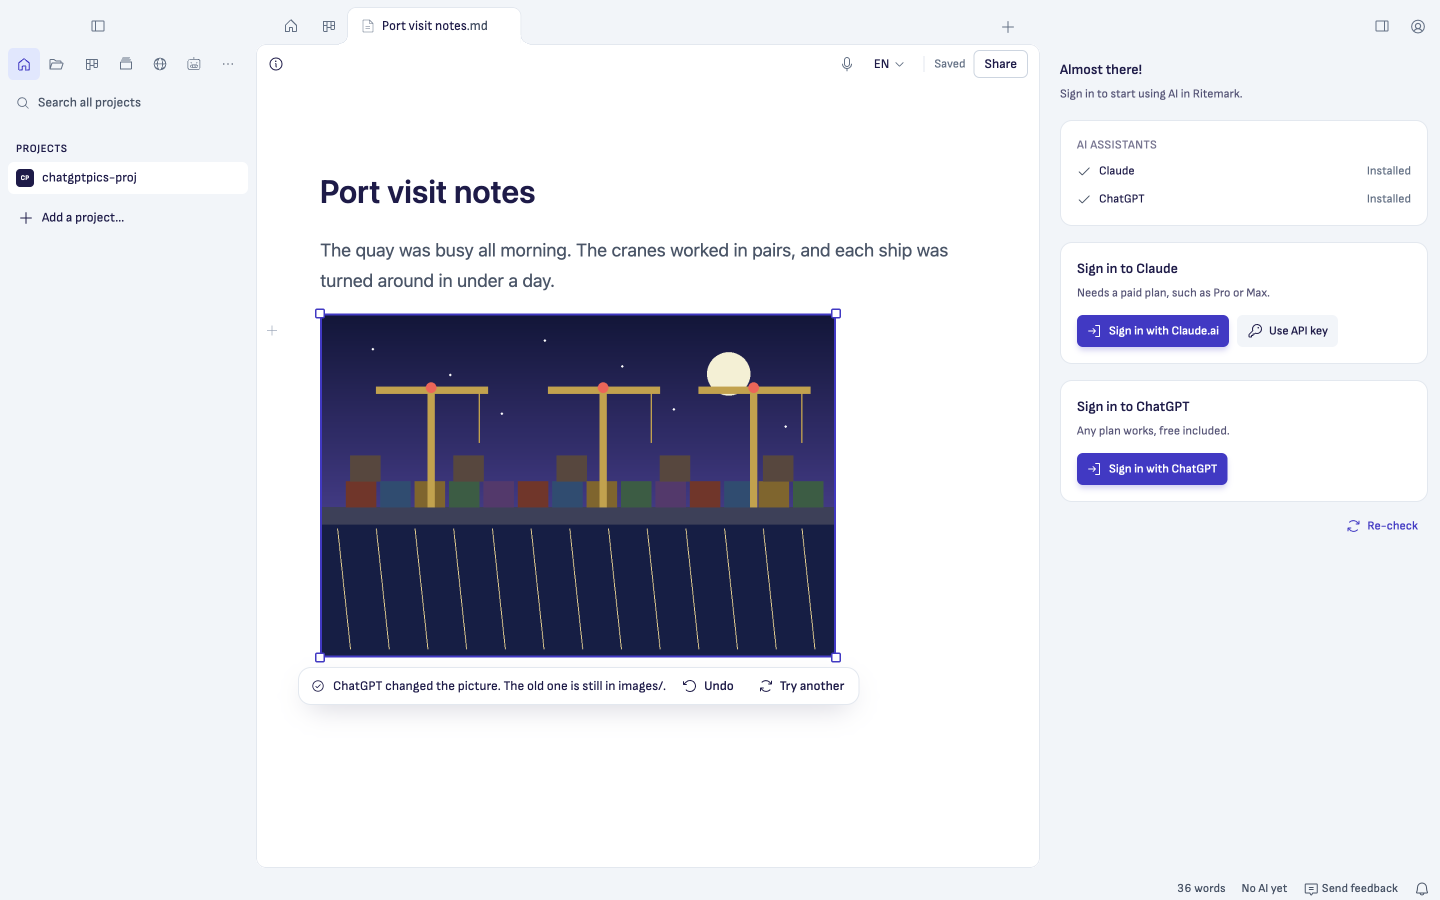 Port visit notes.md
EN
Saved
Share
Search all projects
PROJECTS
CP
chatgptpics-proj
Add a project...
Port visit notes
The quay was busy all morning. The cranes worked in pairs, and each ship was
turned around in under a day.
ChatGPT changed the picture. The old one is still in images/.
Undo
Try another
Almost there!
Sign in to start using AI in Ritemark.
AI ASSISTANTS
Claude
Installed
ChatGPT
Installed
Sign in to Claude
Needs a paid plan, such as Pro or Max.
Sign in with Claude.ai
Use API key
Sign in to ChatGPT
Any plan works, free included.
Sign in with ChatGPT
Re-check
36 words
No AI yet
Send feedback